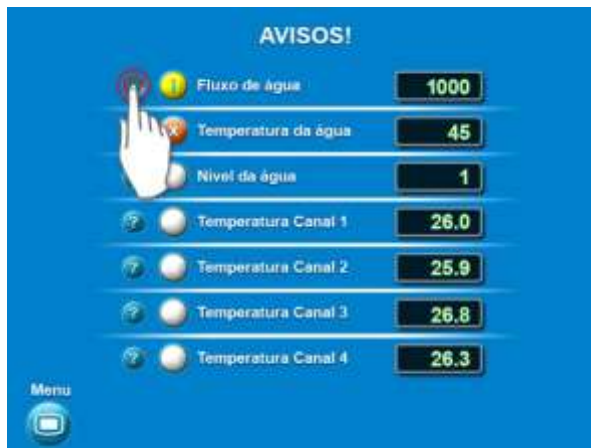 AVISOS!
Fluxo de água 1000
x Temperatura da água 45
Nivel da água 1
? Temperatura Canal 1 26.0
? Temperatura Canal 2 25.9
? Temperatura Canal 3 26.8
? Temperatura Canal 4 26.3
Menu